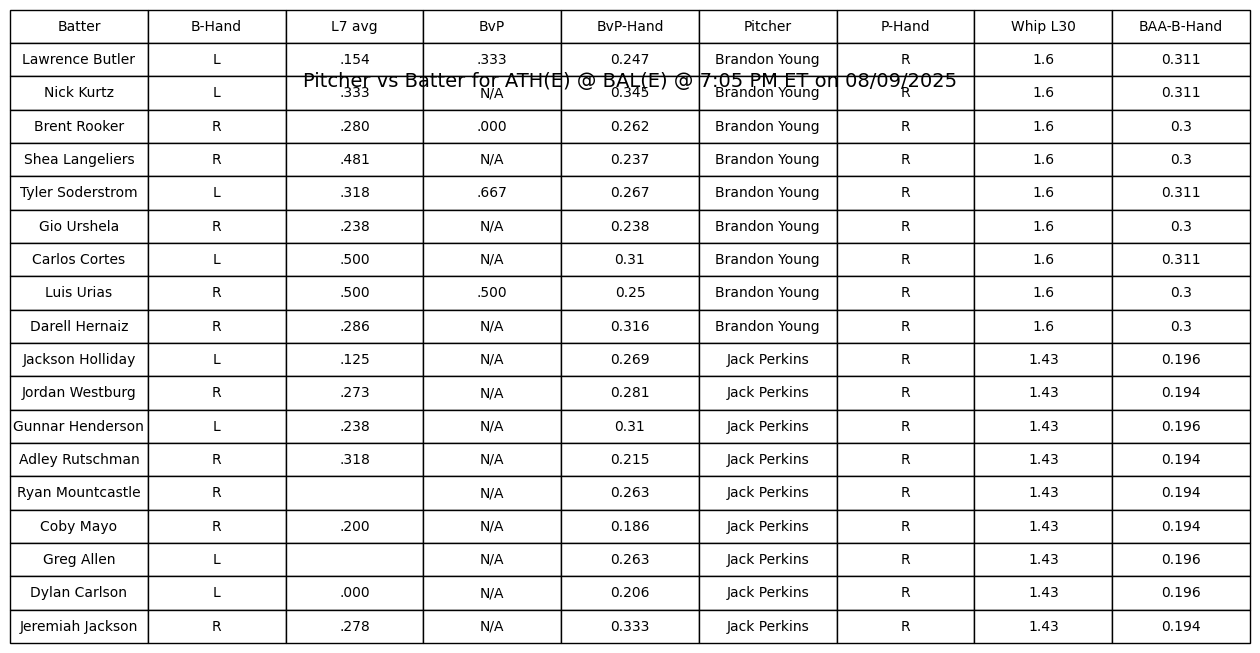 Batter B-Hand L7 avg BvP BvP-Hand Pitcher P-Hand Whip L30 BAA-B-Hand
Lawrence Butler L .154 .333 0.247 Brandon Young R 1.6 0.311
Pitcher vs Batter for ATH(E) @ BAL(E) @ 7:05 PM ET on 08/09/2025
Nick Kurtz L .333 N/A 0.345 Brandon Young R 1.6 0.311
Brent Rooker R .280 .000 0.262 Brandon Young R 1.6 0.3
Shea Langeliers R .481 N/A 0.237 Brandon Young R 1.6 0.3
Tyler Soderstrom L .318 .667 0.267 Brandon Young R 1.6 0.311
Gio Urshela R .238 N/A 0.238 Brandon Young R 1.6 0.3
Carlos Cortes L .500 N/A 0.31 Brandon Young R 1.6 0.311
Luis Urias R .500 .500 0.25 Brandon Young R 1.6 0.3
Darell Hernaiz R .286 N/A 0.316 Brandon Young R 1.6 0.3
Jackson Holliday L .125 N/A 0.269 Jack Perkins R 1.43 0.196
Jordan Westburg R .273 N/A 0.281 Jack Perkins R 1.43 0.194
Gunnar Henderson L .238 N/A 0.31 Jack Perkins R 1.43 0.196
Adley Rutschman R .318 N/A 0.215 Jack Perkins R 1.43 0.194
Ryan Mountcastle R N/A 0.263 Jack Perkins R 1.43 0.194
Coby Mayo R .200 N/A 0.186 Jack Perkins R 1.43 0.194
Greg Allen L N/A 0.263 Jack Perkins R 1.43 0.196
Dylan Carlson L .000 N/A 0.206 Jack Perkins R 1.43 0.196
Jeremiah Jackson R .278 N/A 0.333 Jack Perkins R 1.43 0.194